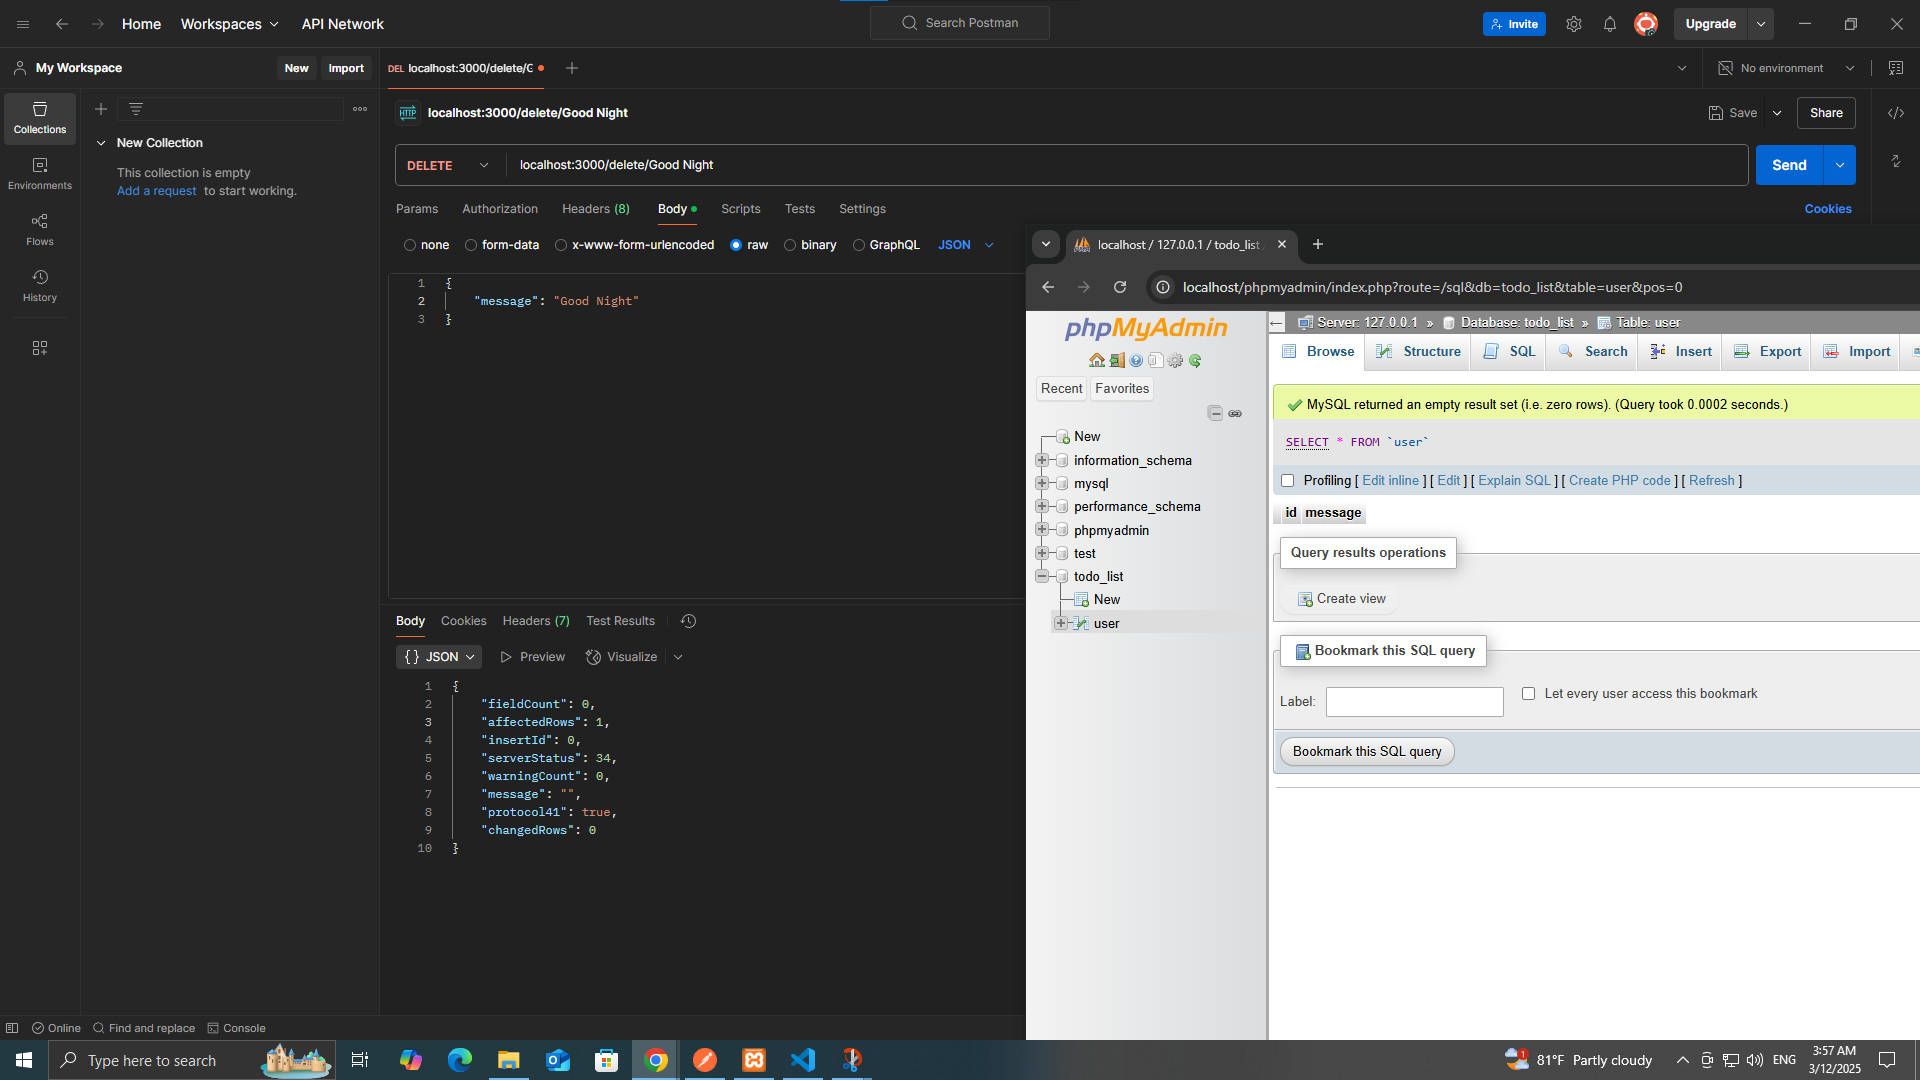 Home
Workspaces
API Network
Search Postman
Invite
Upgrade
My Workspace
New
Import
DEL localhost:3000/delete/G
No environment
Collections
Environments
Flows
History
New Collection
This collection is empty
Add a request to start working.
HTTP
localhost:3000/delete/Good Night
Save
Share
DELETE
localhost:3000/delete/Good Night
Send
Params
Authorization
Headers (8)
Body
Scripts
Tests
Settings
Cookies
none
form-data
x-www-form-urlencoded
raw
binary
GraphQL
JSON
1 {
2 "message": "Good Night"
3 }
Body
Cookies
Headers (7)
Test Results
{} JSON
Preview
Visualize
1 {
2 "fieldCount": 0,
3 "affectedRows": 1,
4 "insertId": 0,
5 "serverStatus": 34,
6 "warningCount": 0,
7 "message": "",
8 "protocol41": true,
9 "changedRows": 0
10 }
Online
Find and replace
Console
localhost / 127.0.0.1 / todo_list
localhost/phpmyadmin/index.php?route=/sql&db=todo_list&table=user&pos=0
phpMyAdmin
Recent
Favorites
New
information_schema
mysql
performance_schema
phpmyadmin
test
todo_list
New
user
Server: 127.0.0.1 » Database: todo_list » Table: user
Browse
Structure
SQL
Search
Insert
Export
Import
MySQL returned an empty result set (i.e. zero rows). (Query took 0.0002 seconds.)
SELECT * FROM `user`
Profiling [ Edit inline ] [ Edit ] [ Explain SQL ] [ Create PHP code ] [ Refresh ]
id message
Query results operations
Create view
Bookmark this SQL query
Label:
Let every user access this bookmark
Bookmark this SQL query
Type here to search
1
81°F Partly cloudy
ENG
3:57 AM
3/12/2025